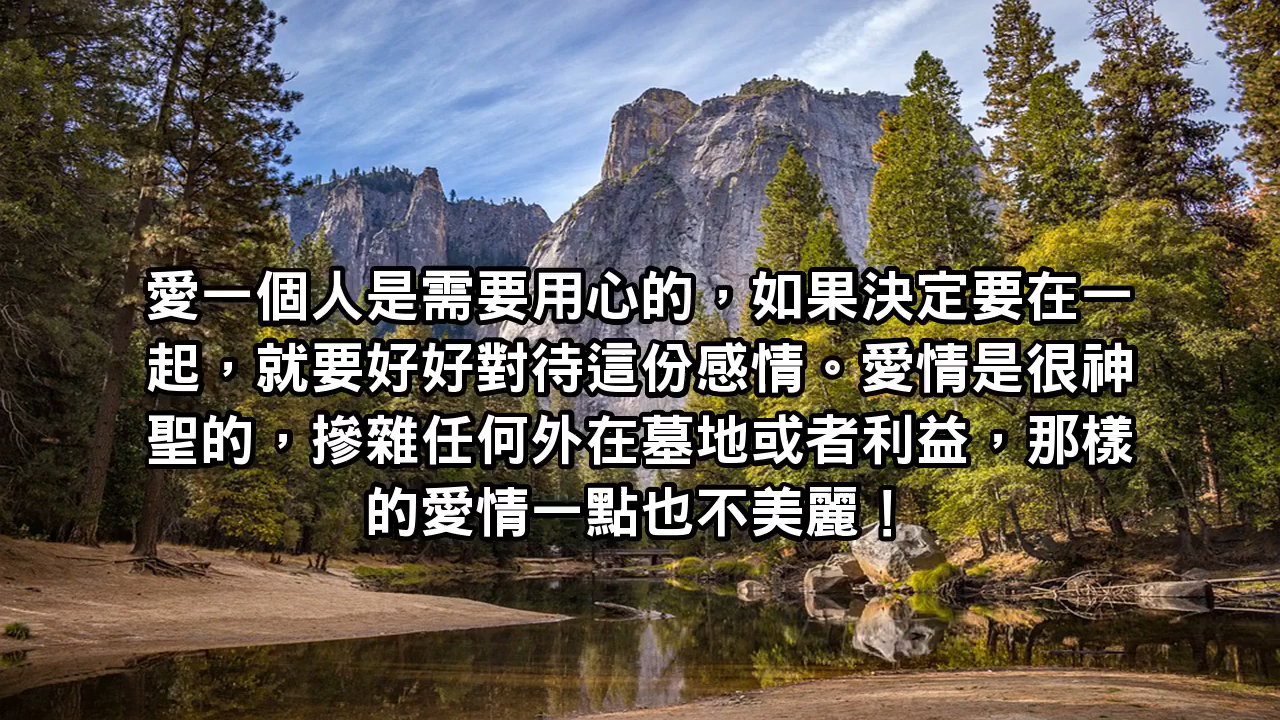 愛一個人是需要用心的，如果決定要在一
起，就要好好對待這份感情。愛情是很神
聖的，摻雜任何外在墓地或者利益，那樣
的愛情一點也不美麗！